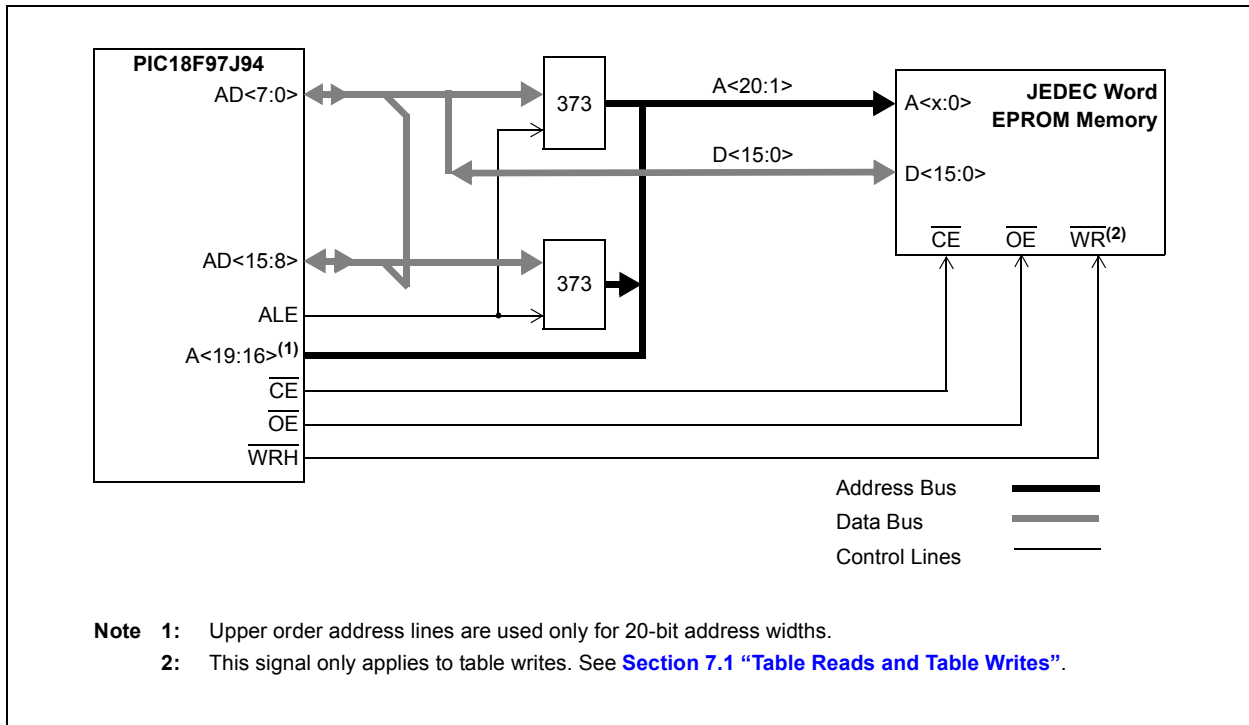 PIC18F97J94
AD<7:0>
373
A<20:1>
A<x:0>
JEDEC Word
EPROM Memory
D<15:0>
D<15:0>
CE
OE
WR(2)
AD<15:8>
373
ALE
A<19:16>(1)
CE
OE
WRH
Address Bus
Data Bus
Control Lines
Note 1: Upper order address lines are used only for 20-bit address widths.
2: This signal only applies to table writes. See Section 7.1 “Table Reads and Table Writes”.